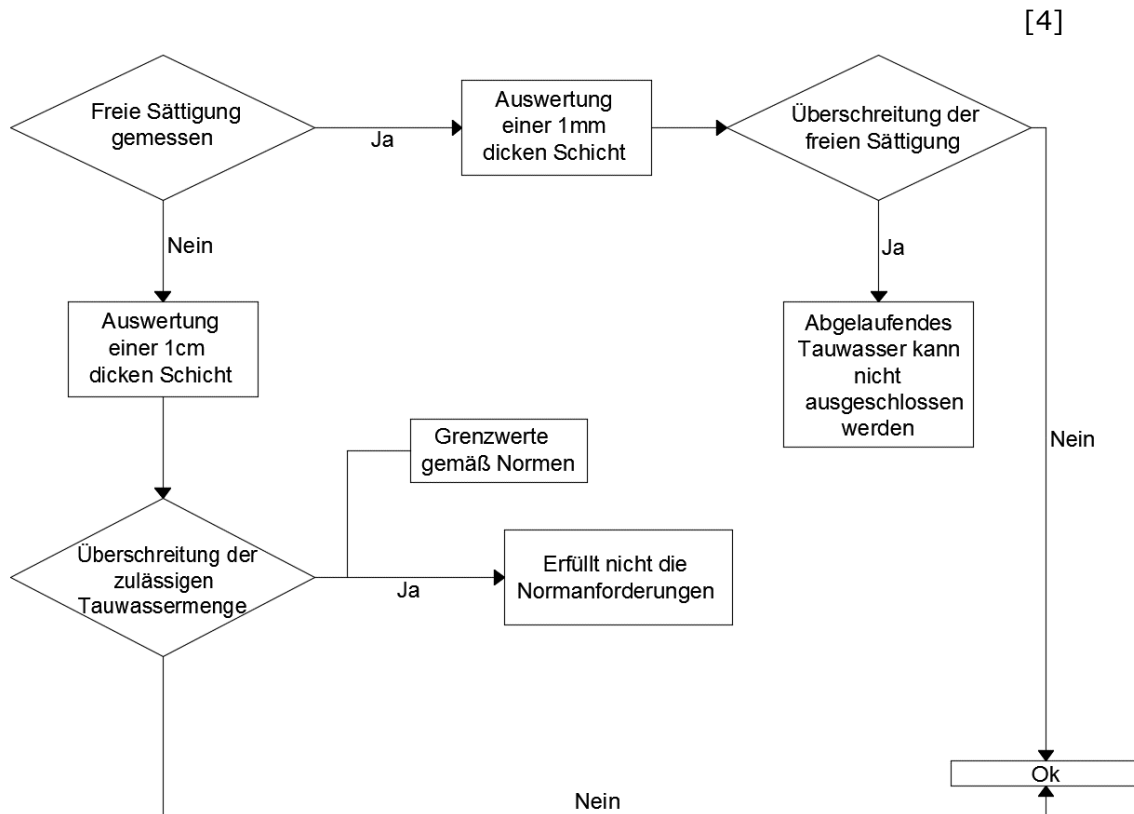 [4]
Freie Sättigung
gemessen
Ja
Auswertung
einer 1mm
dicken Schicht
Überschreitung der
freien Sättigung
Nein
Ja
Auswertung
einer 1cm
dicken Schicht
Abgelaufendes
Tauwasser kann
nicht
ausgeschlossen
werden
Grenzwerte
gemäß Normen
Nein
Überschreitung der
zulässigen
Tauwassermenge
Ja
Erfüllt nicht die
Normanforderungen
Ok
Nein